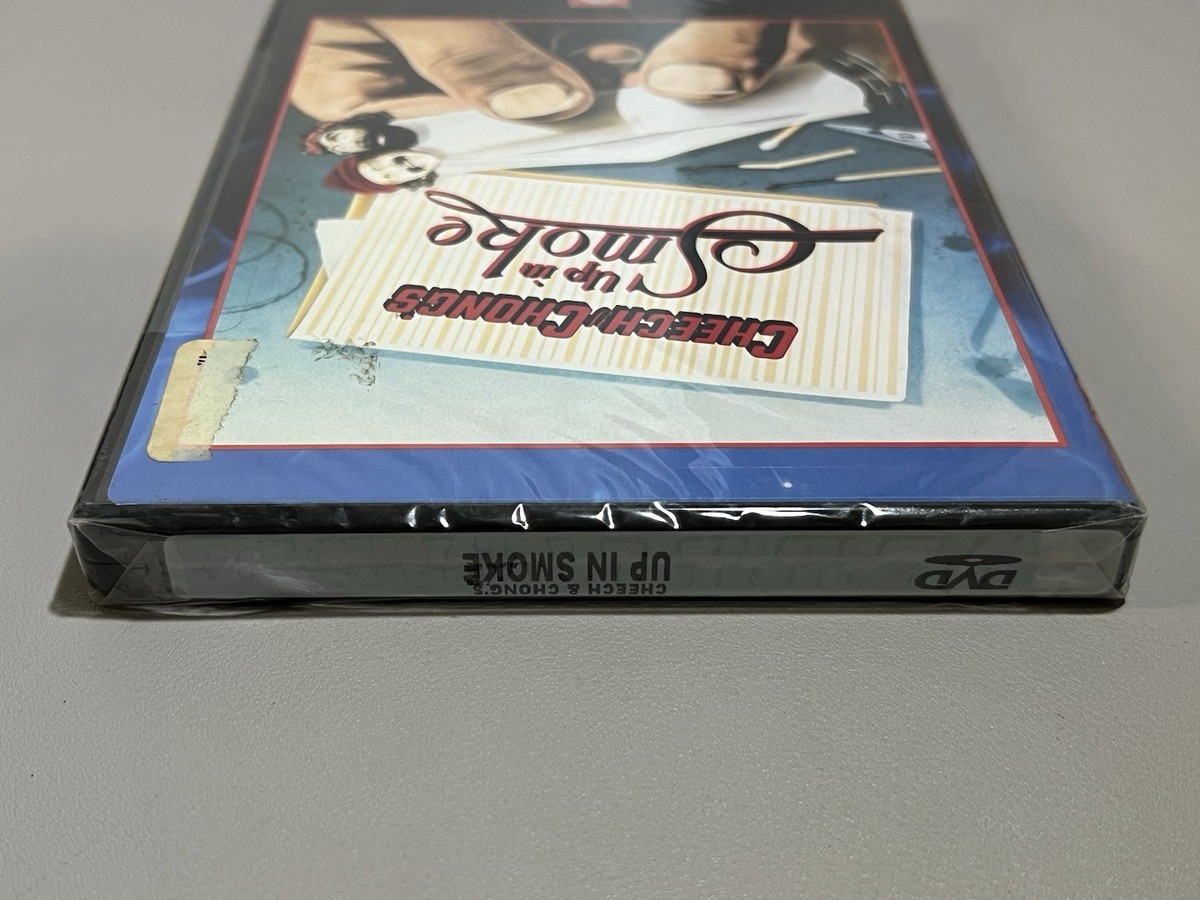 CHEECH & CHONG'S
Up in
Smoke
DVD
CHEECH & CHONG'S
UP IN SMOKE